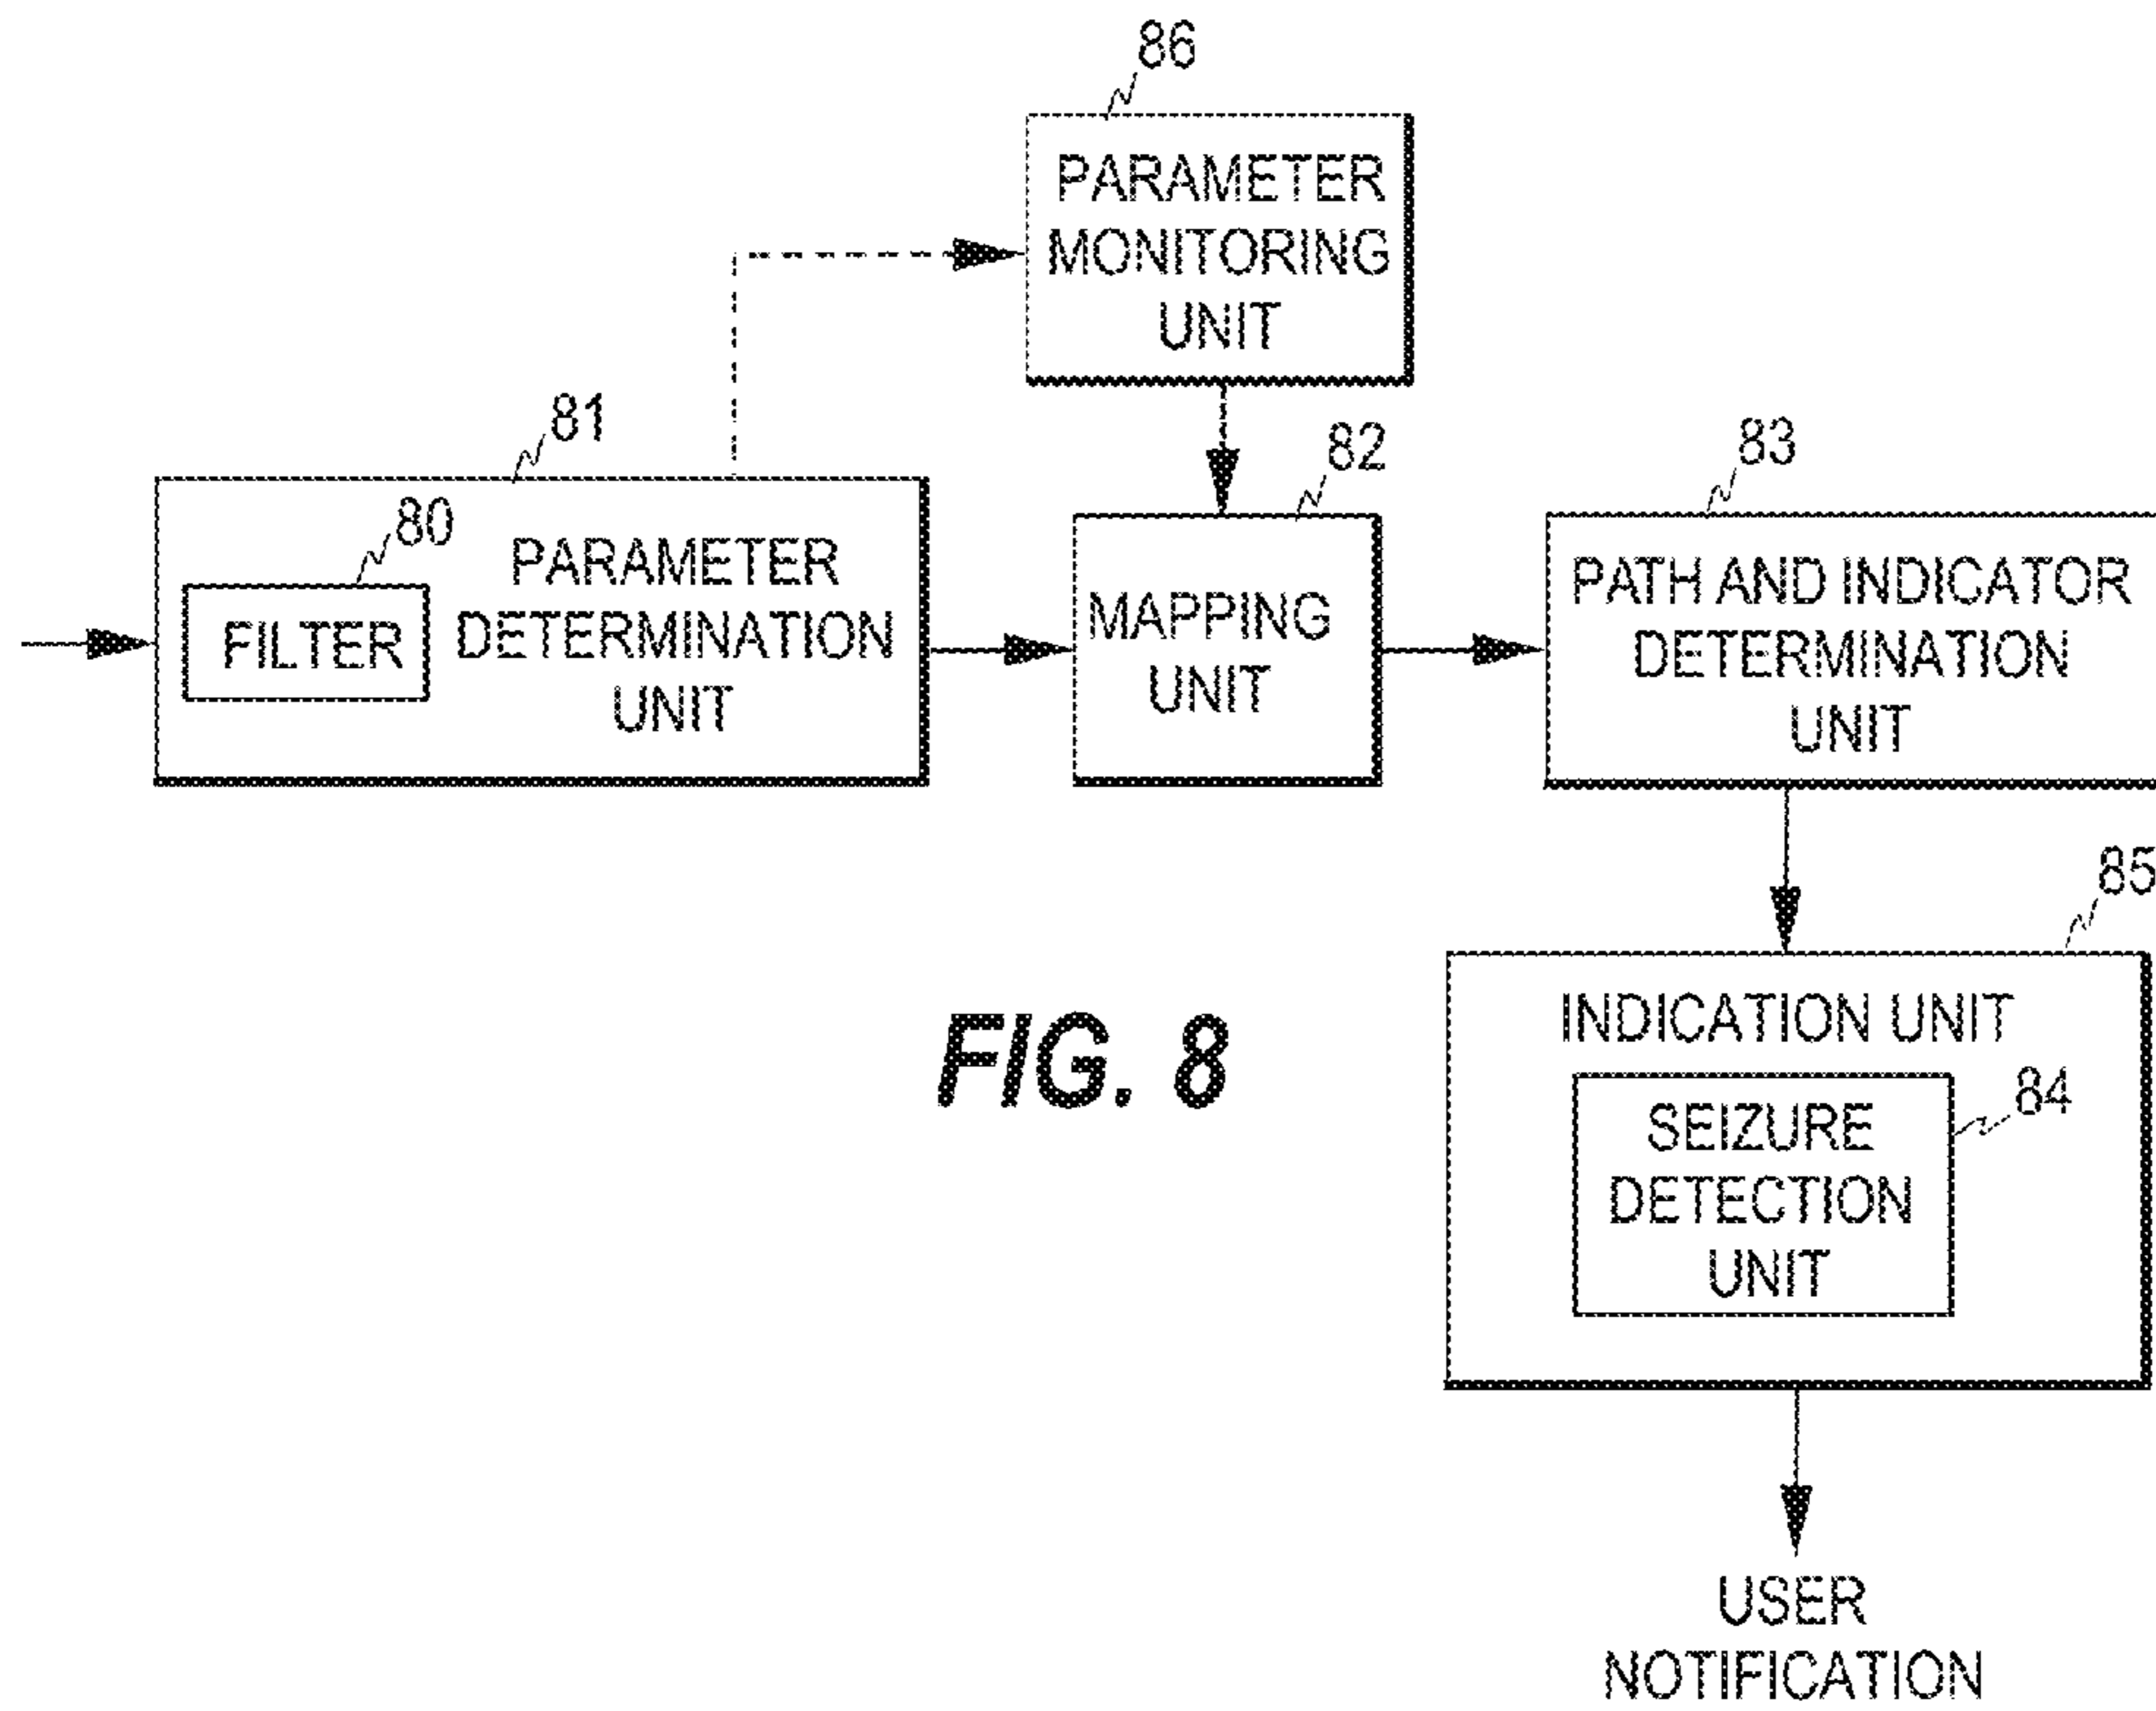 86
PARAMETER
MONITORING
UNIT
81
80
FILTER
PARAMETER
DETERMINATION
UNIT
82
MAPPING
UNIT
83
PATH AND INDICATOR
DETERMINATION
UNIT
85
INDICATION UNIT
84
SEIZURE
DETECTION
UNIT
FIG. 8
USER
NOTIFICATION